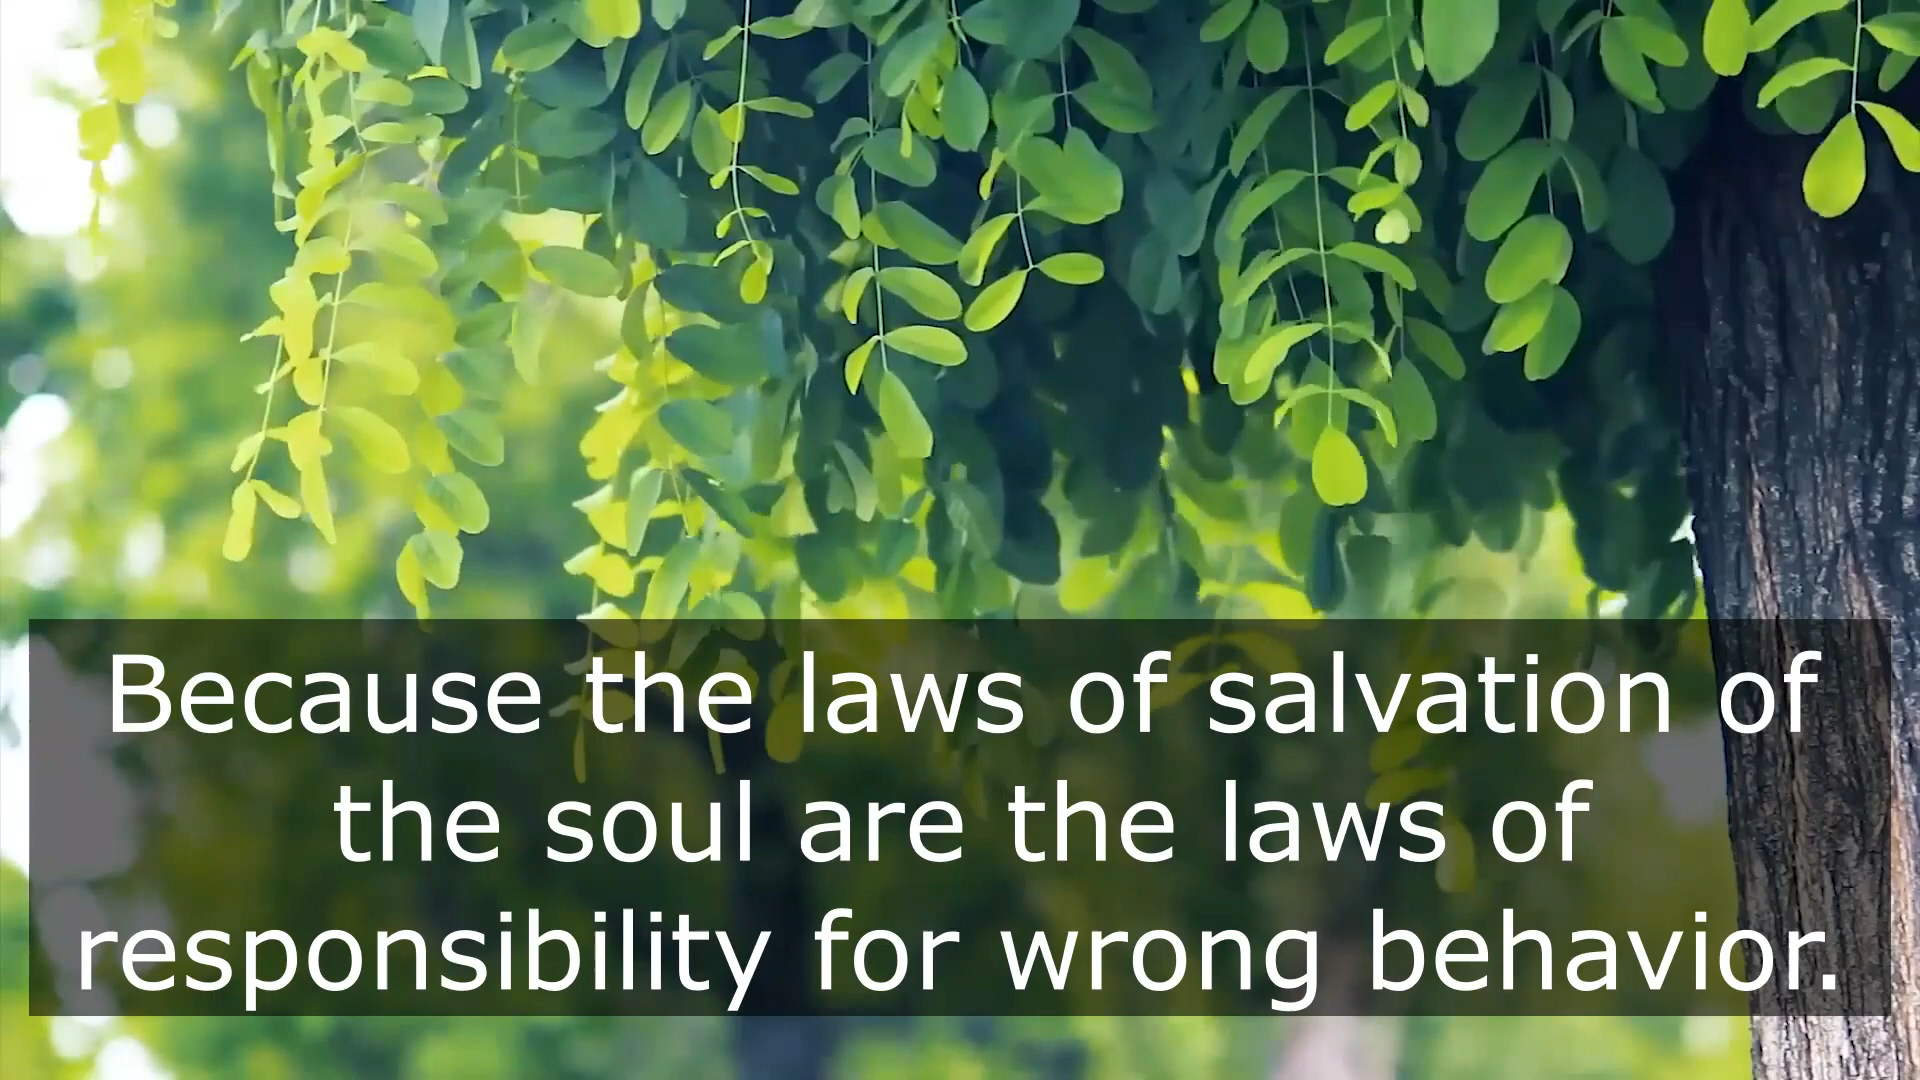 Because the laws of salvation of
the soul are the laws of
responsibility for wrong behavior.